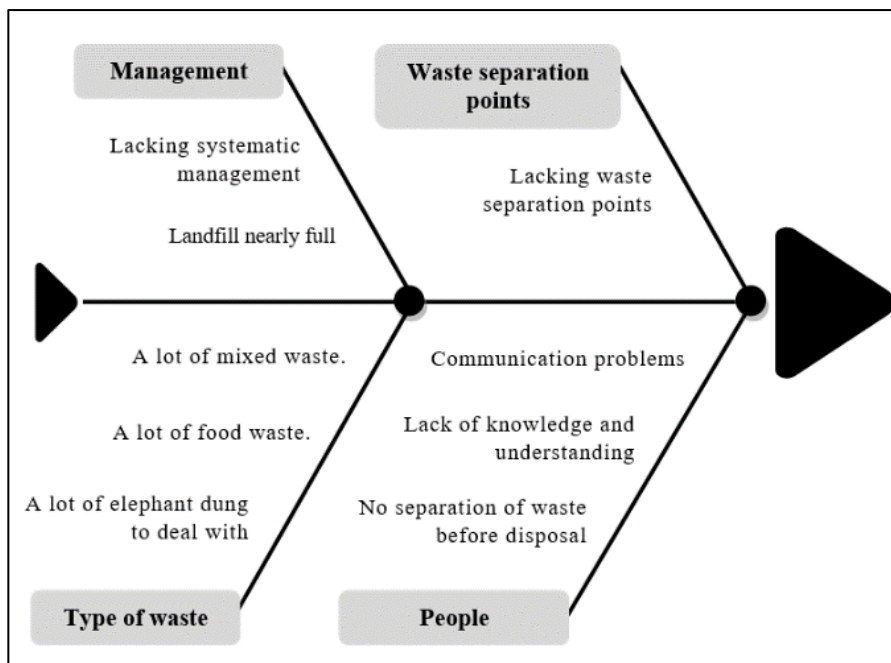 Management
Lacking systematic
management
Landfill nearly full
Waste separation
points
Lacking waste
separation points
A lot of mixed waste.
A lot of food waste.
A lot of elephant dung
to deal with
Type of waste
Communication problems
Lack of knowledge and
understanding
No separation of waste
before disposal
People